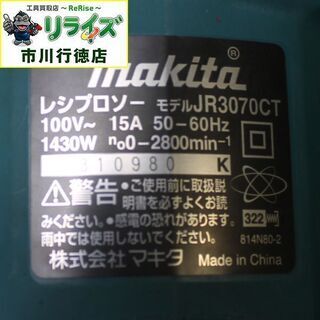 工具買取店
~ReRise~
リライズ
市川行徳店
makita®
レシプロソー モデルJR3070CT
100V~ 15A 50-60Hz
1430W n₀0-2800min⁻¹
310980 K
警告・ご使用前に取扱説
明書を必ずよくお読
みください。・感電の恐れがあります。
雨中では使用しないでください。
322
814N80-2
株式会社マキタ Made in China